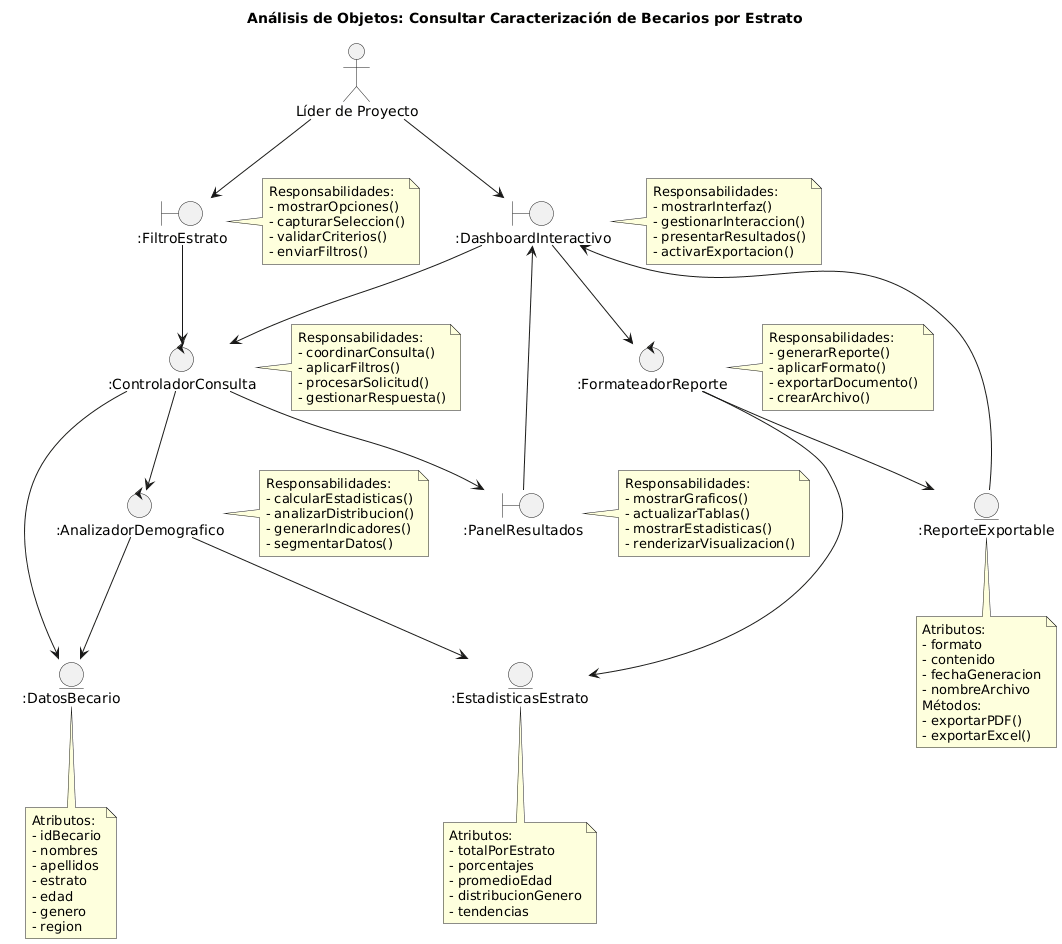 Análisis de Objetos: Consultar Caracterización de Becarios por Estrato
Líder de Proyecto
:FiltroEstrato
Responsabilidades:
- mostrarOpciones()
- capturarSeleccion()
- validarCriterios()
- enviarFiltros()
:DashboardInteractivo
Responsabilidades:
- mostrarInterfaz()
- gestionarInteraccion()
- presentarResultados()
- activarExportacion()
:ControladorConsulta
Responsabilidades:
- coordinarConsulta()
- aplicarFiltros()
- procesarSolicitud()
- gestionarRespuesta()
:FormateadorReporte
Responsabilidades:
- generarReporte()
- aplicarFormato()
- exportarDocumento()
- crearArchivo()
:AnalizadorDemografico
Responsabilidades:
- calcularEstadisticas()
- analizarDistribucion()
- generarIndicadores()
- segmentarDatos()
:PanelResultados
Responsabilidades:
- mostrarGraficos()
- actualizarTablas()
- mostrarEstadisticas()
- renderizarVisualizacion()
:ReporteExportable
Atributos:
- formato
- contenido
- fechaGeneracion
- nombreArchivo
Métodos:
- exportarPDF()
- exportarExcel()
:DatosBecario
Atributos:
- idBecario
- nombres
- apellidos
- estrato
- edad
- genero
- region
:EstadisticasEstrato
Atributos:
- totalPorEstrato
- porcentajes
- promedioEdad
- distribucionGenero
- tendencias